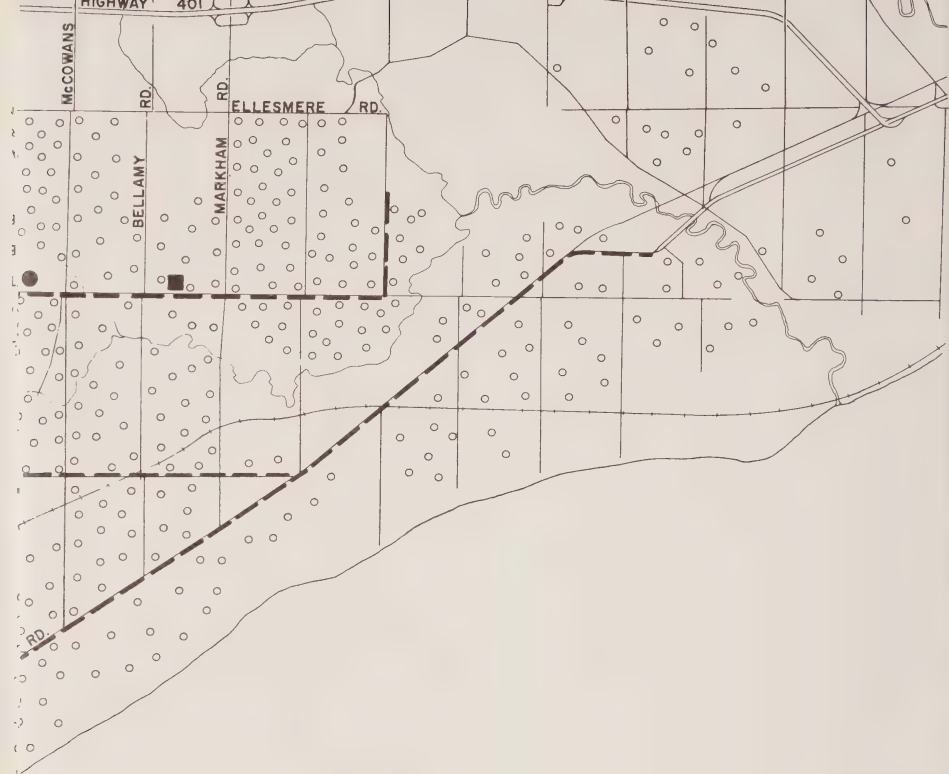 HIGHWAY 401
McCOWANS
RD.
RD.
ELLESMERE RD.
BELLAMY
MARKHAM
RD.